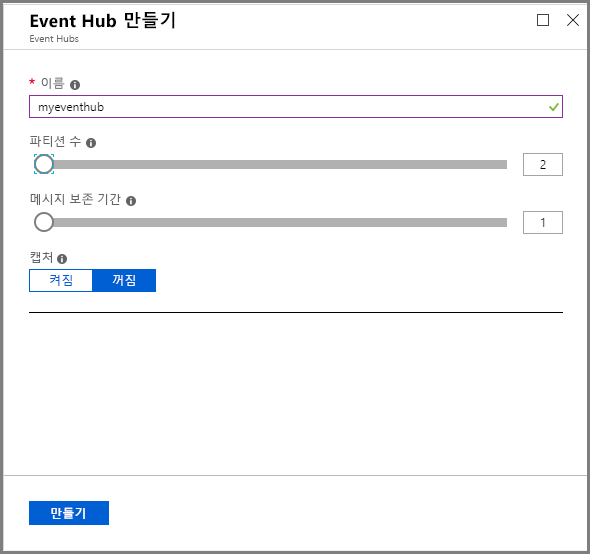 Event Hub 만들기
Event Hubs
* 이름
myeventhub
파티션 수
2
메시지 보존 기간
1
캡처
켜짐 꺼짐
만들기